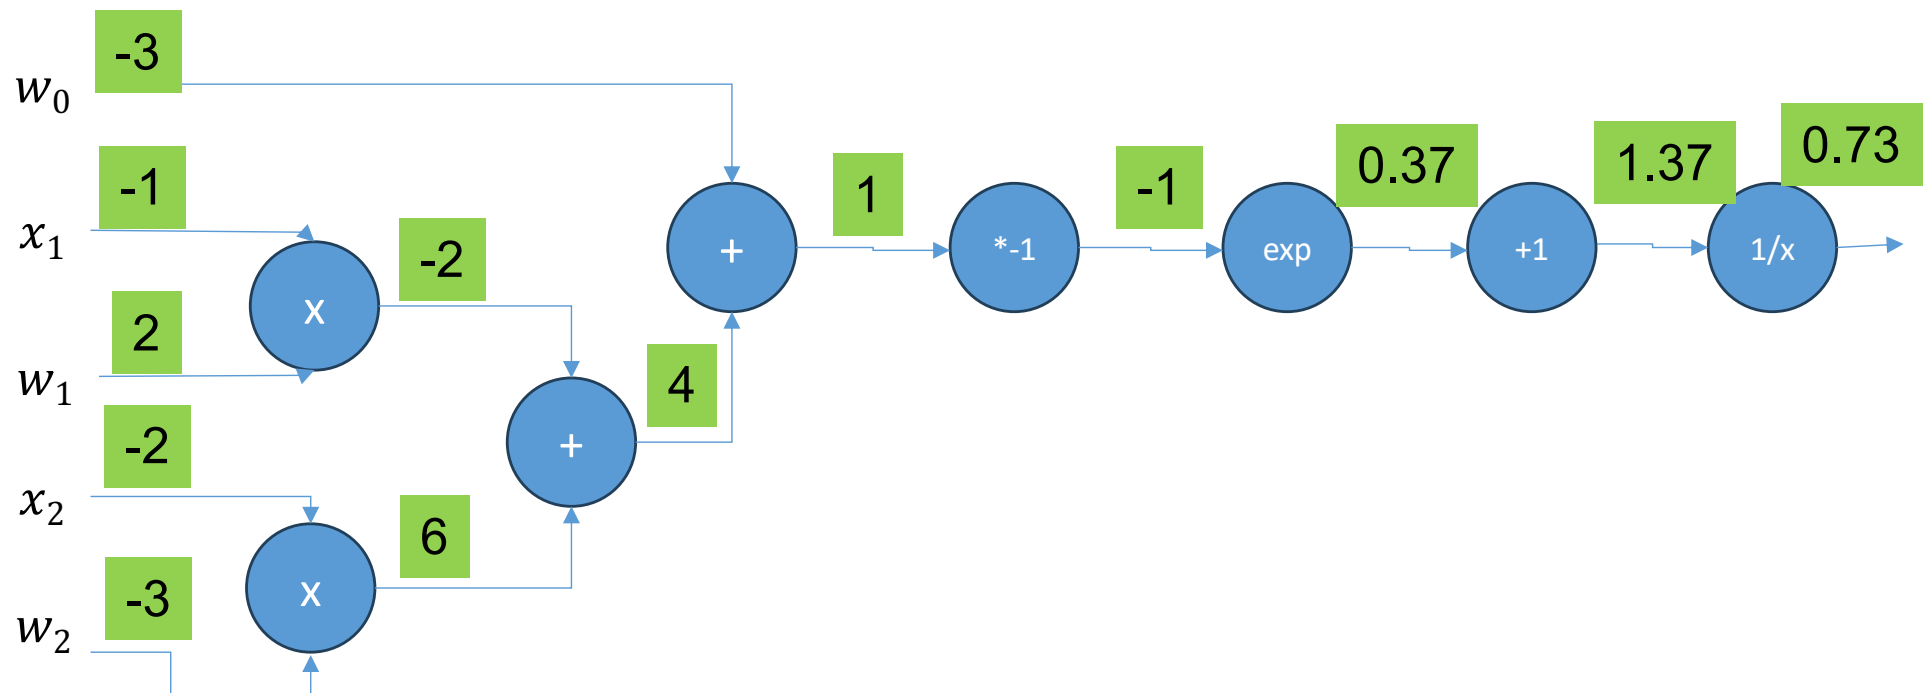 -3
w₀
-1
x₁
2
w₁
-2
x₂
-3
w₂
x
-2
x
6
+
4
+
1
*-1
-1
exp
0.37
+1
1.37
1/x
0.73